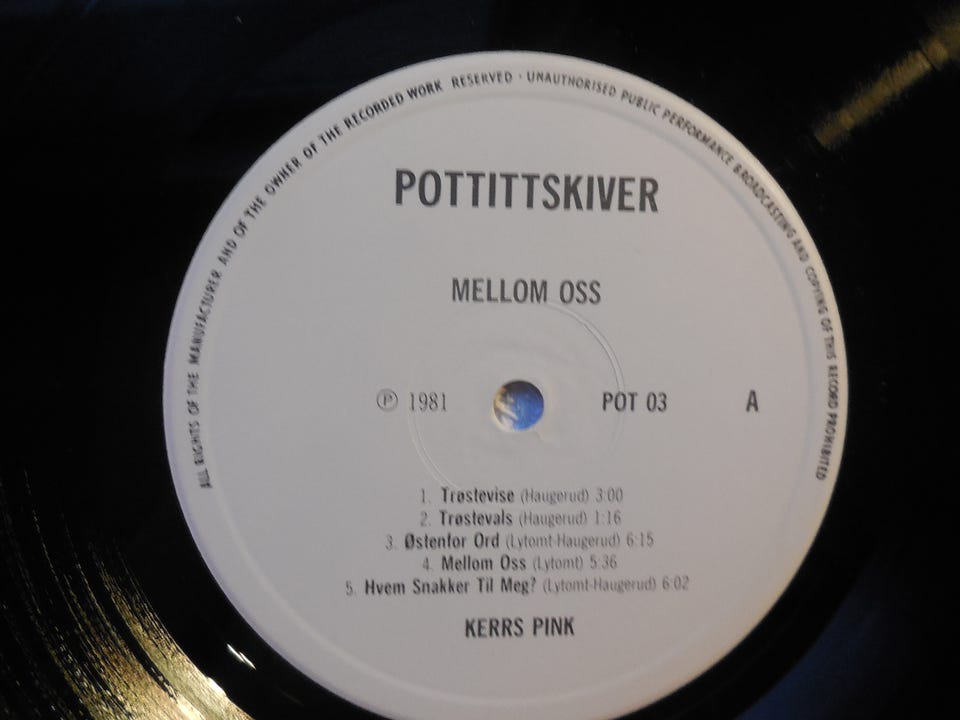 ALL RIGHTS OF THE MANUFACTURER AND OF THE OWNER OF THE RECORDED WORK RESERVED · UNAUTHORISED PUBLIC PERFORMANCE BROADCASTING AND COPYING OF THIS RECORD PROHIBITED
POTTITTSKIVER
MELLOM OSS
℗ 1981 POT 03 A
1. Trøstevise (Haugerud) 3:00
2. Trøstevals (Haugerud) 1:16
3. Østenfor Ord (Lytomt-Haugerud) 6:15
4. Mellom Oss (Lytomt) 5:36
5. Hvem Snakker Til Meg? (Lytomt-Haugerud) 6:02
KERRS PINK